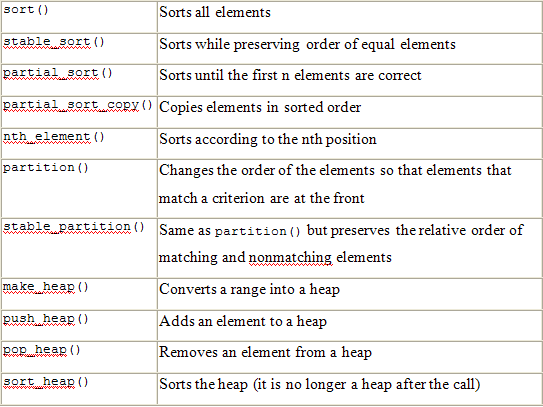 sort() Sorts all elements
stable_sort() Sorts while preserving order of equal elements
partial_sort() Sorts until the first n elements are correct
partial_sort_copy() Copies elements in sorted order
nth_element() Sorts according to the nth position
partition() Changes the order of the elements so that elements that
match a criterion are at the front
stable_partition() Same as partition() but preserves the relative order of
matching and nonmatching elements
make_heap() Converts a range into a heap
push_heap() Adds an element to a heap
pop_heap() Removes an element from a heap
sort_heap() Sorts the heap (it is no longer a heap after the call)